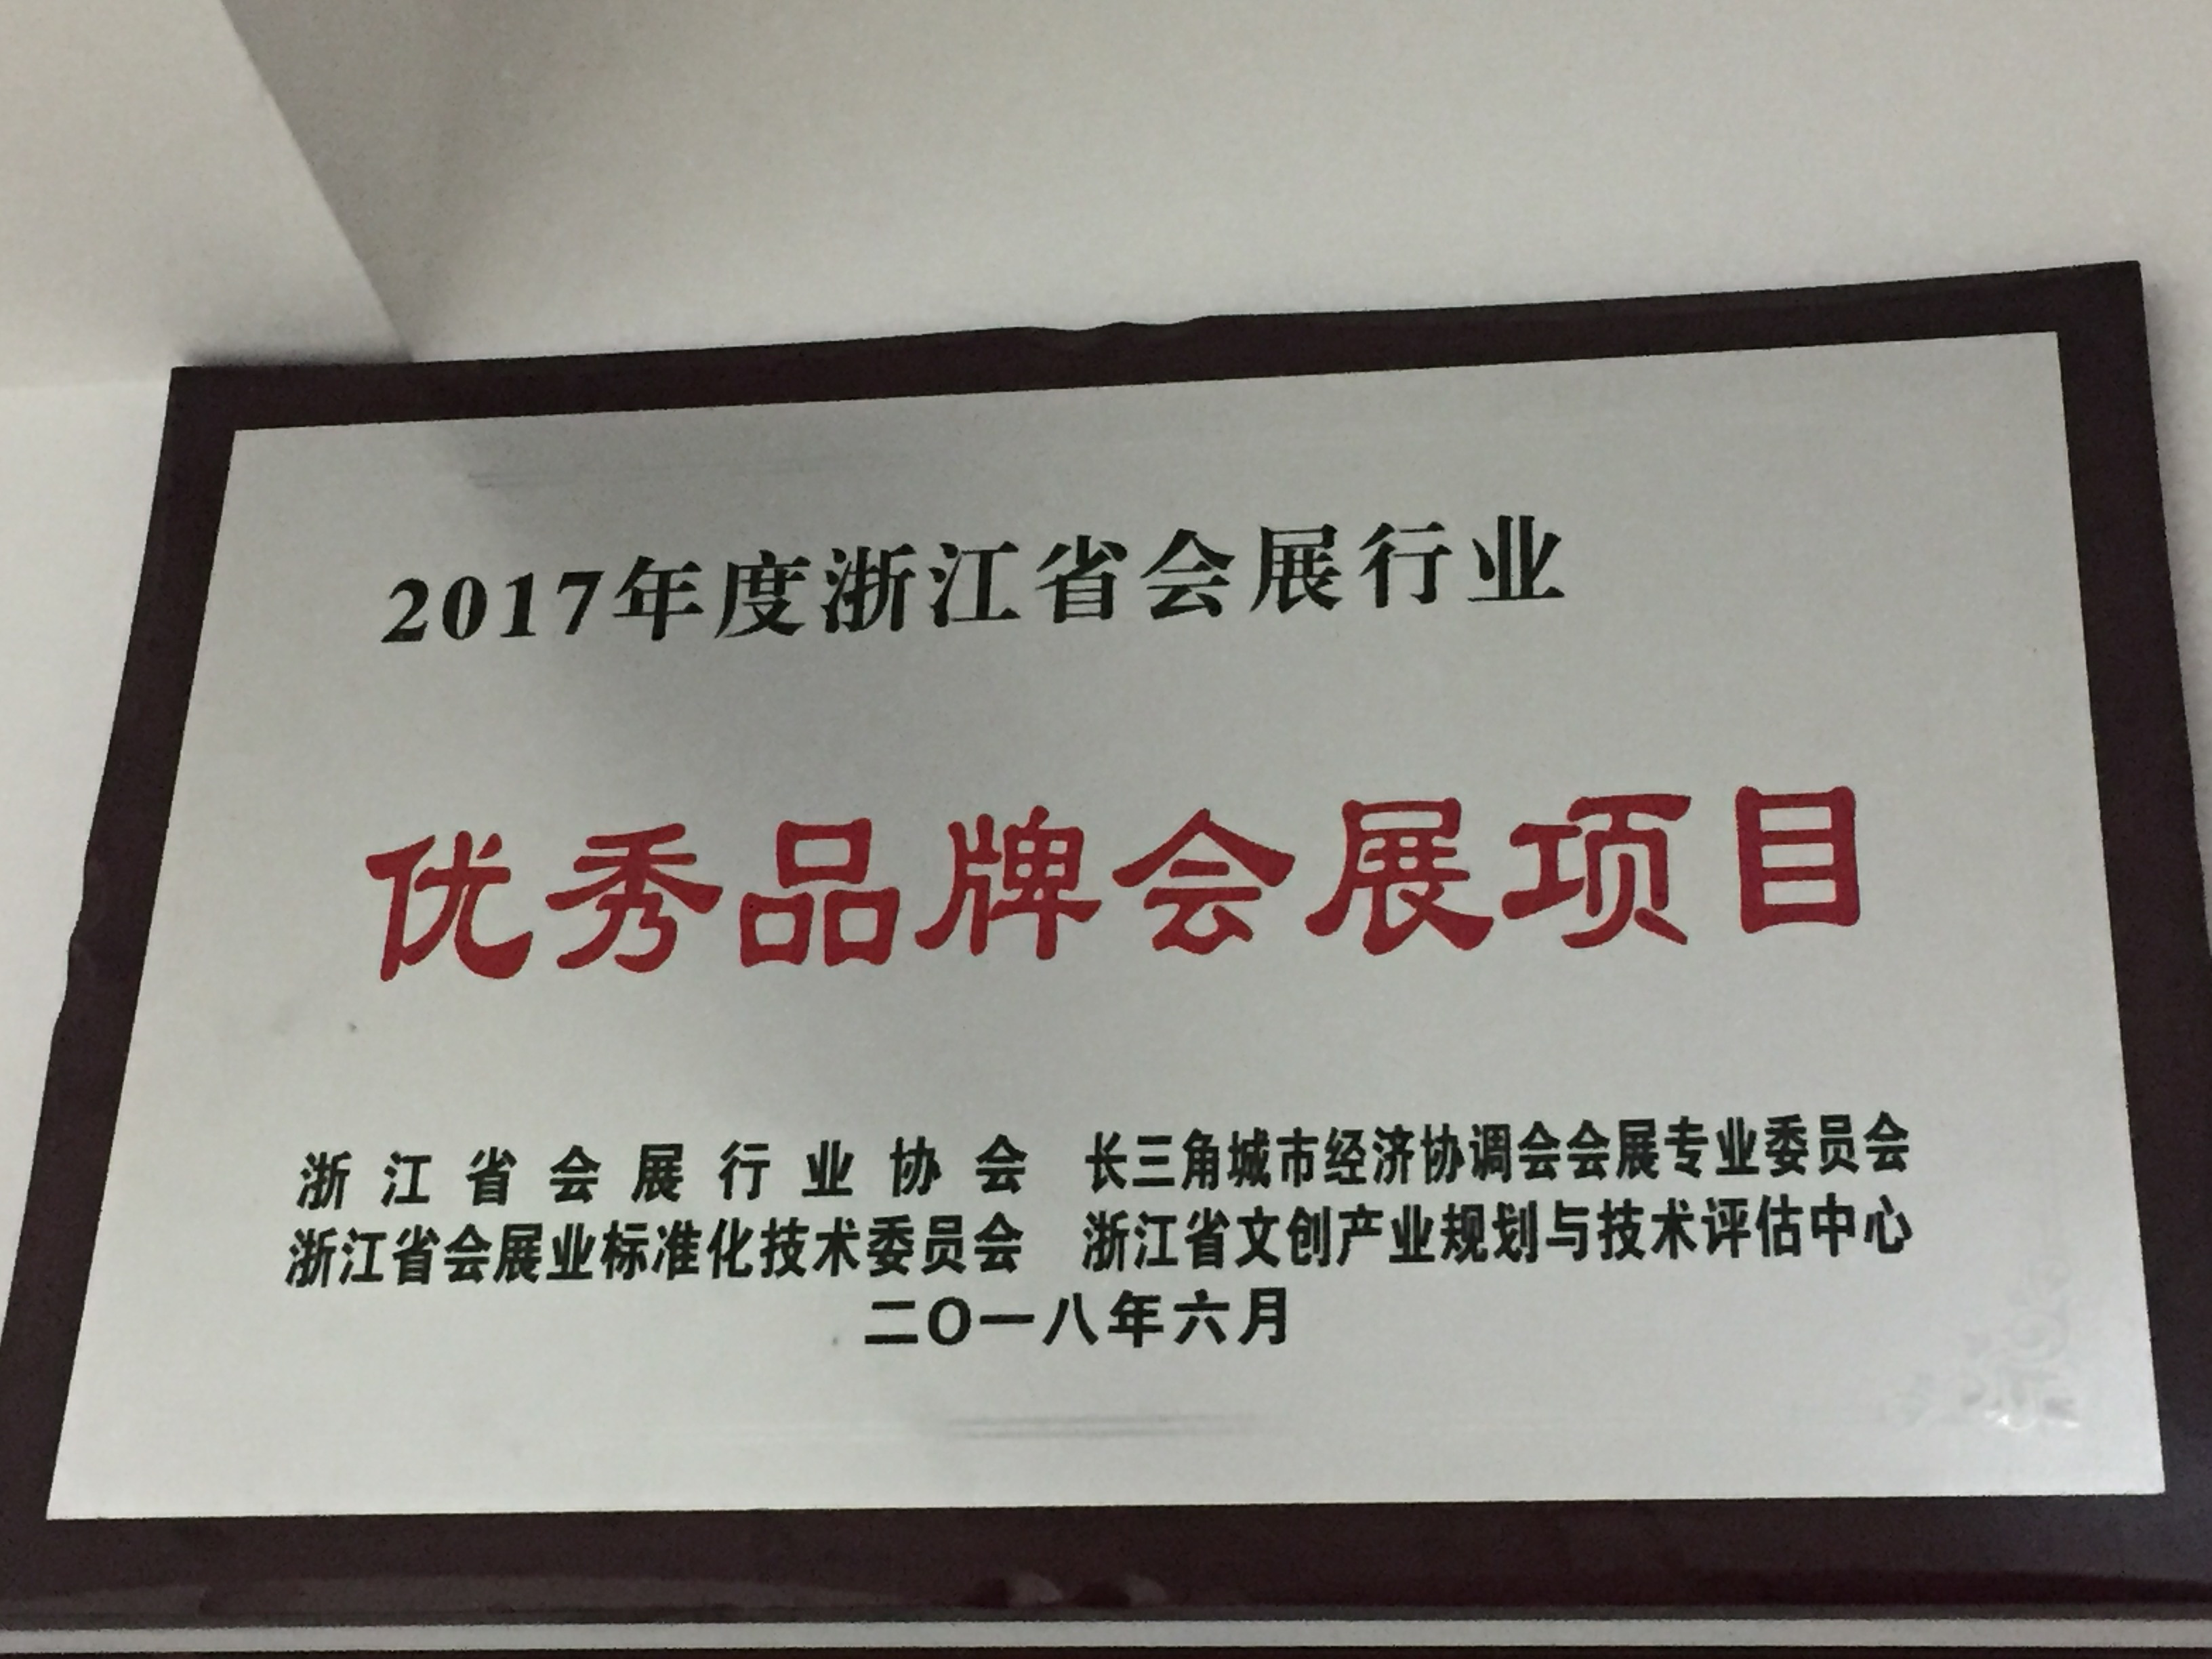 2017年度浙江省会展行业
优秀品牌会展项目
浙江省会展行业协会 长三角城市经济协调会会展专业委员会
浙江省会展业标准化技术委员会 浙江省文创产业规划与技术评估中心
二〇一八年六月